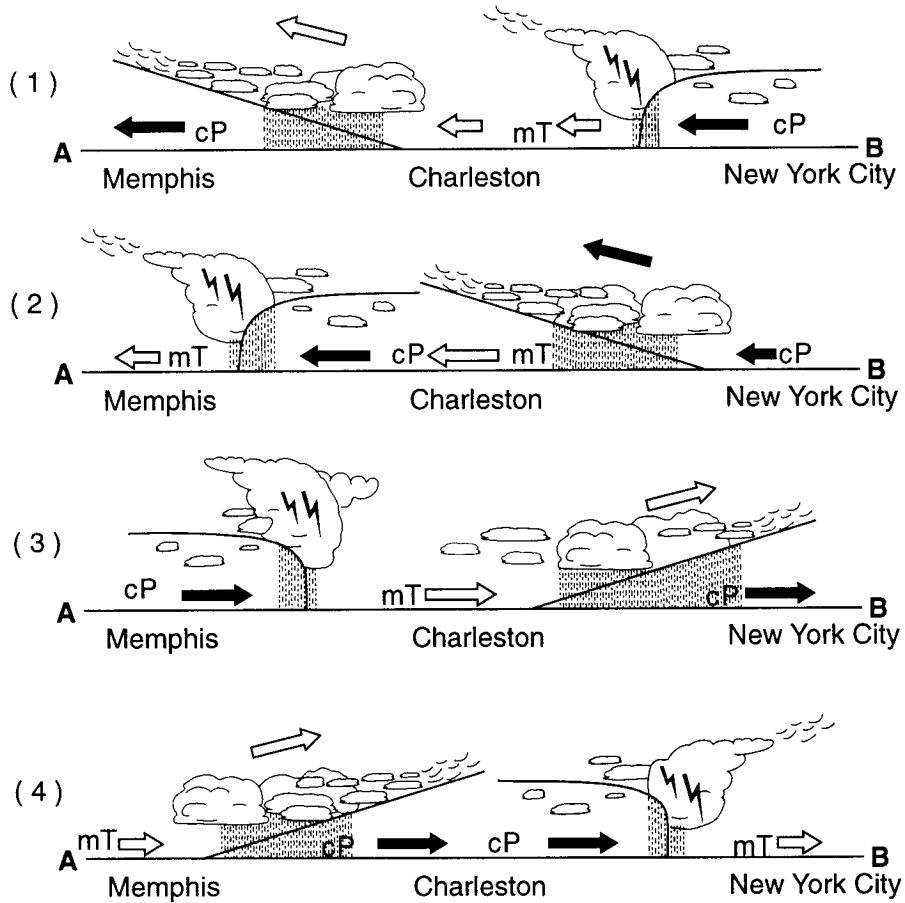 (1)
cP mT cP
A B
Memphis Charleston New York City
(2)
mT cP mT cP
A B
Memphis Charleston New York City
(3)
cP mT cP
A B
Memphis Charleston New York City
(4)
mT cP cP mT
A B
Memphis Charleston New York City